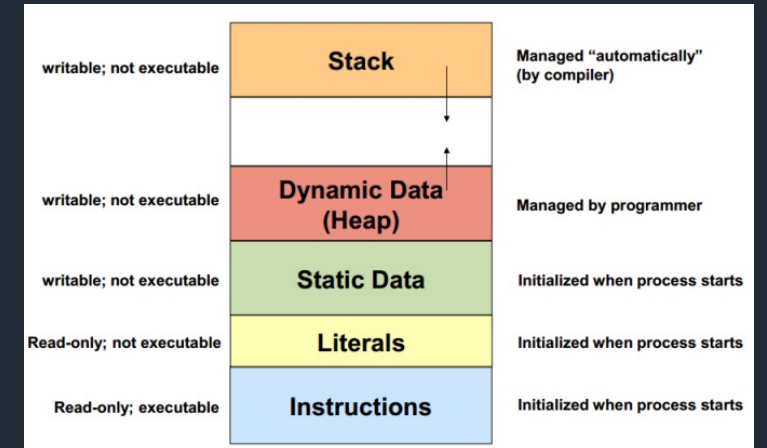 writable; not executable
Stack
Managed “automatically”
(by compiler)
writable; not executable
Dynamic Data
(Heap)
Managed by programmer
writable; not executable
Static Data
Initialized when process starts
Read-only; not executable
Literals
Initialized when process starts
Read-only; executable
Instructions
Initialized when process starts